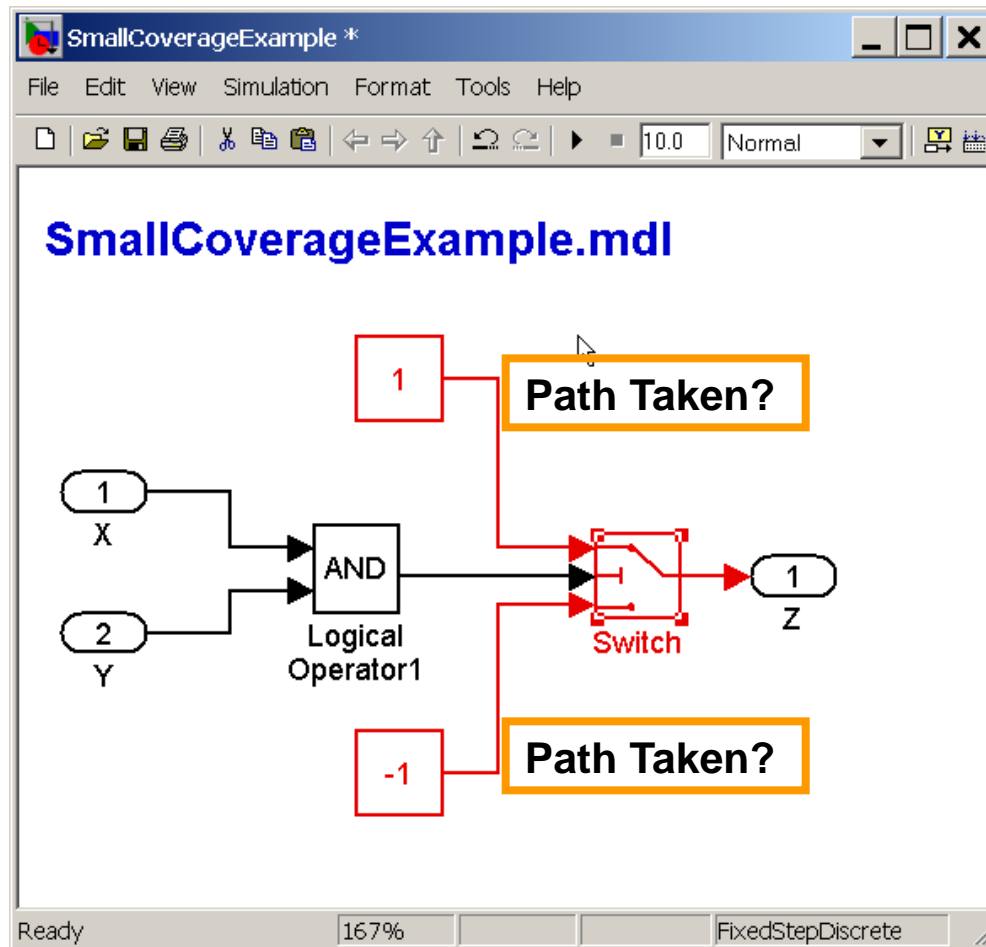 SmallCoverageExample *
File Edit View Simulation Format Tools Help
10.0 Normal
SmallCoverageExample.mdl
1
Path Taken?
1
X
AND
Logical
Operator1
2
Y
Switch
1
Z
-1
Path Taken?
Ready 167% FixedStepDiscrete